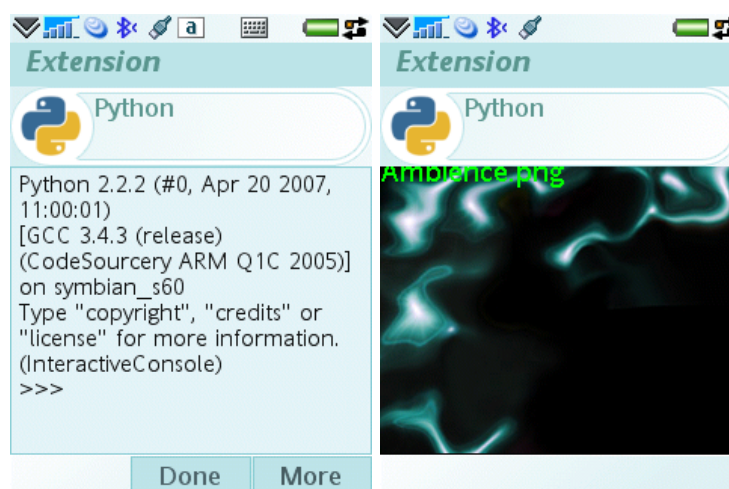 a
Extension
Python
Python 2.2.2 (#0, Apr 20 2007,
11:00:01)
[GCC 3.4.3 (release)
(CodeSourcery ARM Q1C 2005)]
on symbian_s60
Type "copyright", "credits" or
"license" for more information.
(InteractiveConsole)
>>>
Done More
Extension
Python
Ambience.png